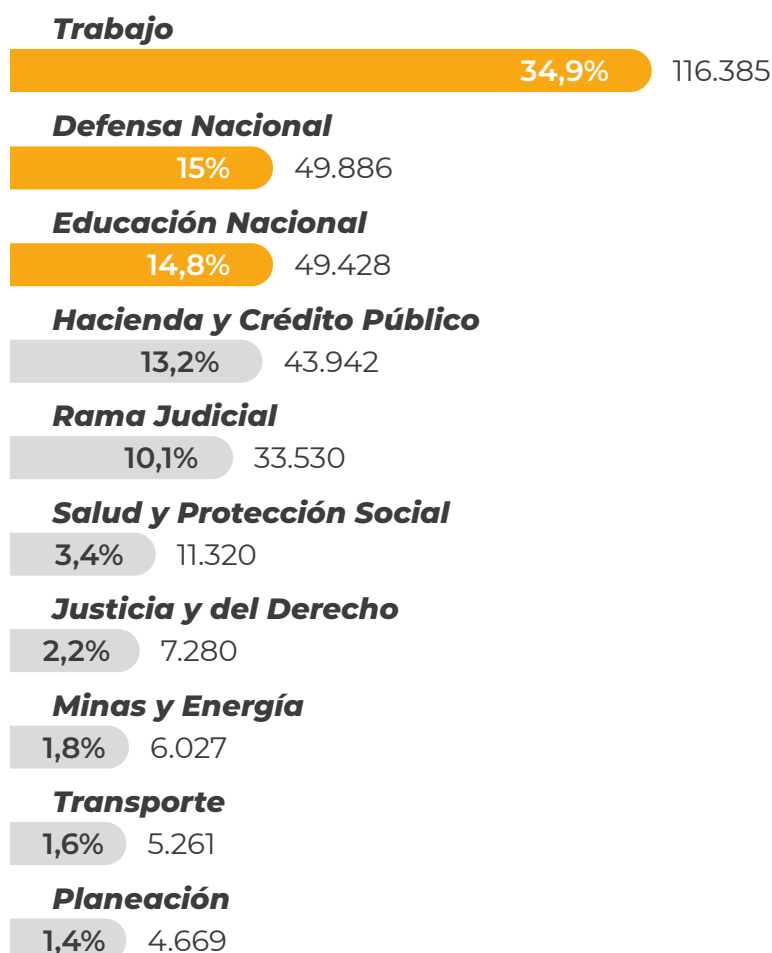 Trabajo
34,9% 116.385
Defensa Nacional
15% 49.886
Educación Nacional
14,8% 49.428
Hacienda y Crédito Público
13,2% 43.942
Rama Judicial
10,1% 33.530
Salud y Protección Social
3,4% 11.320
Justicia y del Derecho
2,2% 7.280
Minas y Energía
1,8% 6.027
Transporte
1,6% 5.261
Planeación
1,4% 4.669